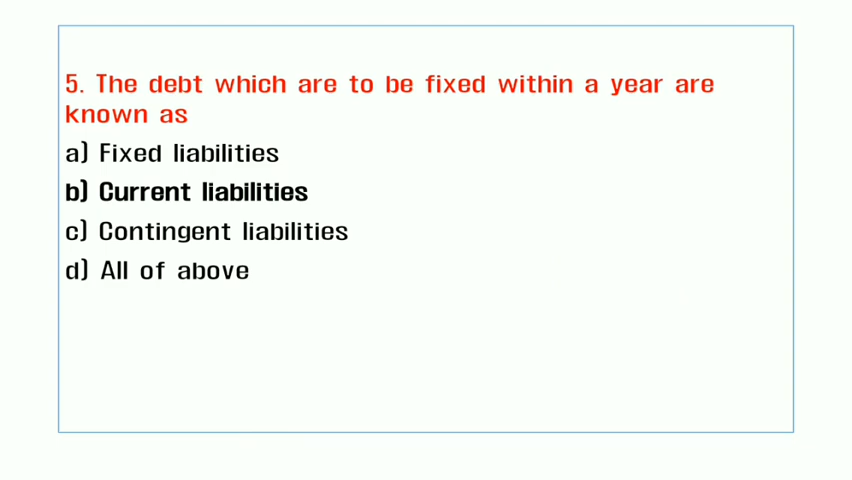 5. The debt which are to be fixed within a year are
known as
a) Fixed liabilities
b) Current liabilities
c) Contingent liabilities
d) All of above